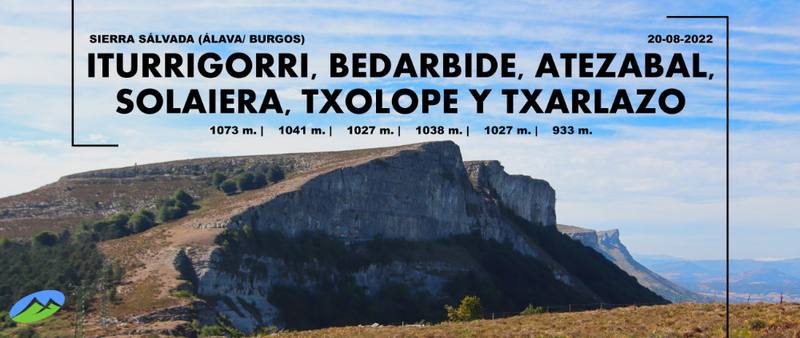 SIERRA SÁLVADA (ÁLAVA/ BURGOS)
20-08-2022
ITURRIGORRI, BEDARBIDE, ATEZABAL,
SOLAIERA, TXOLOPE Y TXARLAZO
1073 m. | 1041 m. | 1027 m. | 1038 m. | 1027 m. | 933 m.